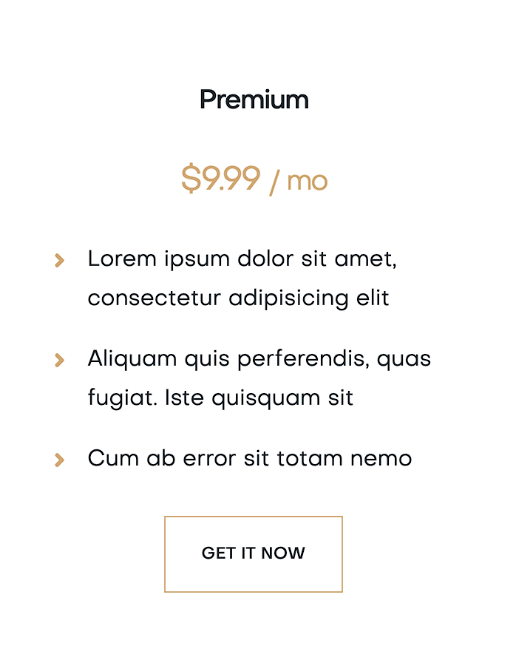 Premium
$9.99 / mo
Lorem ipsum dolor sit amet,
consectetur adipisicing elit
Aliquam quis perferendis, quas
fugiat. Iste quisquam sit
Cum ab error sit totam nemo
GET IT NOW